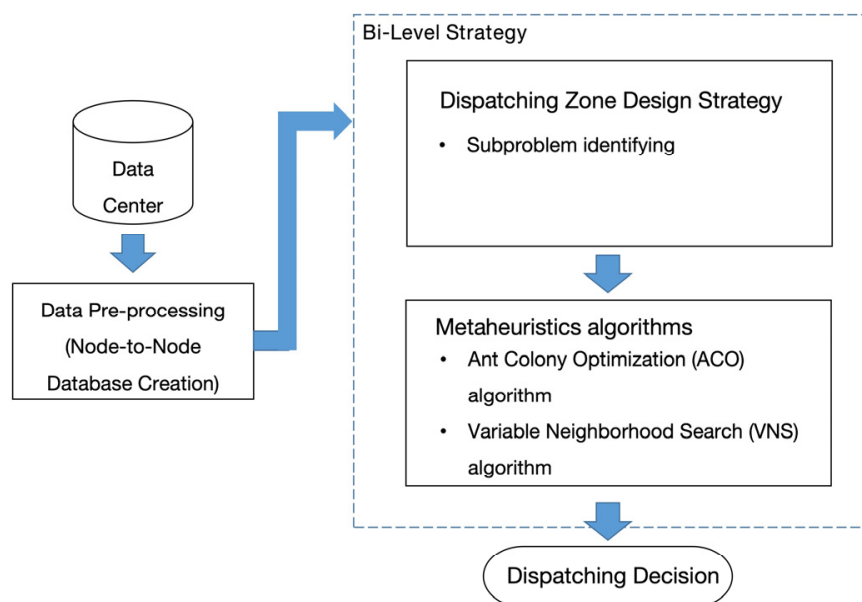 Bi-Level Strategy
Dispatching Zone Design Strategy
• Subproblem identifying
Data
Center
Data Pre-processing
(Node-to-Node
Database Creation)
Metaheuristics algorithms
• Ant Colony Optimization (ACO)
algorithm
• Variable Neighborhood Search (VNS)
algorithm
Dispatching Decision